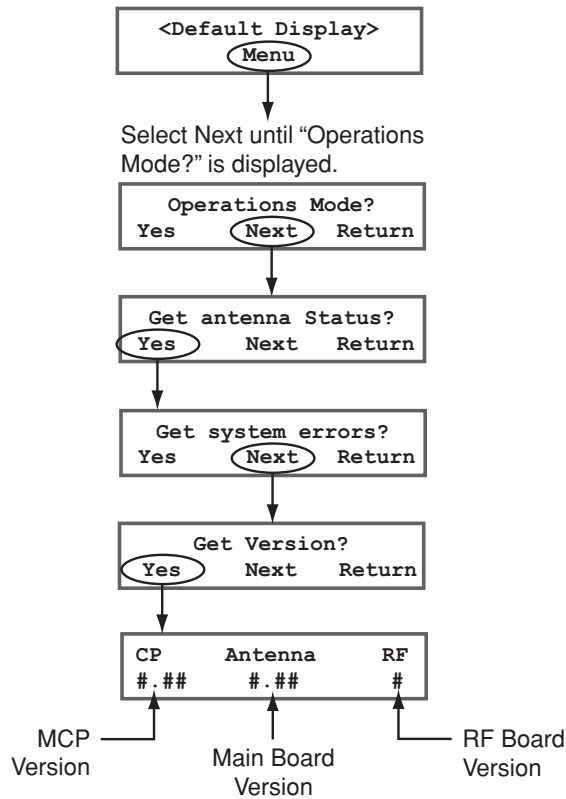 <Default Display>
Menu
Select Next until “Operations
Mode?” is displayed.
Operations Mode?
Yes Next Return
Get antenna Status?
Yes Next Return
Get system errors?
Yes Next Return
Get Version?
Yes Next Return
CP Antenna RF
#.## #.## #
MCP
Version
Main Board
Version
RF Board
Version